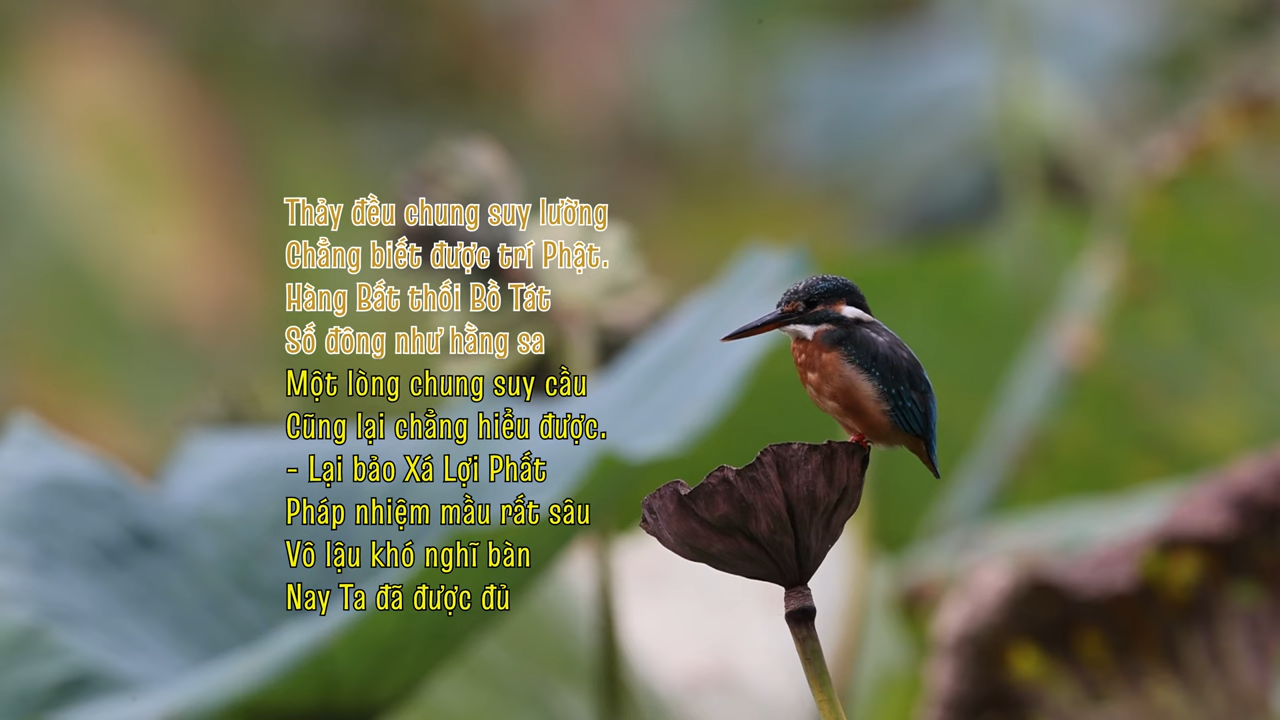 Thảy đều chung suy lường
Chẳng biết được trí Phật.
Hàng Bất thối Bồ Tát
Số đông như hằng sa
Một lòng chung suy cầu
Cũng lại chẳng hiểu được.
- Lại bảo Xá Lợi Phất
Pháp nhiệm mầu rất sâu
Vô lậu khó nghĩ bàn
Nay Ta đã được đủ